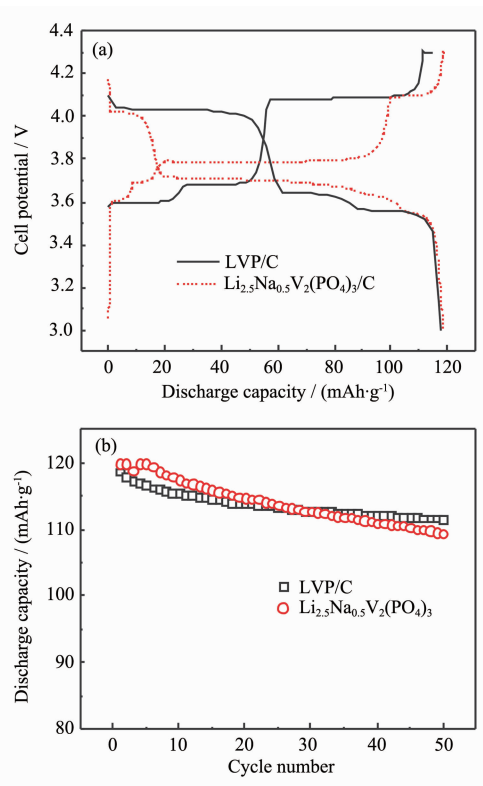 (a)
4.4
4.2
4.0
3.8
3.6
3.4
3.2
3.0
Cell potential / V
LVP/C
Li₂.₅Na₀.₅V₂(PO₄)₃/C
0 20 40 60 80 100 120
Discharge capacity / (mAh·g⁻¹)
(b)
120
110
100
90
80
Discharge capacity / (mAh·g⁻¹)
LVP/C
Li₂.₅Na₀.₅V₂(PO₄)₃
0 10 20 30 40 50
Cycle number